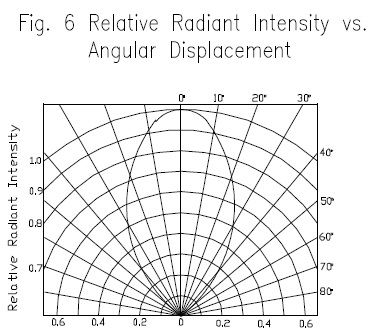 Fig. 6 Relative Radiant Intensity vs.
Angular Displacement
0° 10° 20° 30°
Relative Radiant Intensity
1.0
0.9
0.8
0.7
40°
50°
60°
70°
80°
0.6 0.4 0.2 0 0.2 0.4 0.6